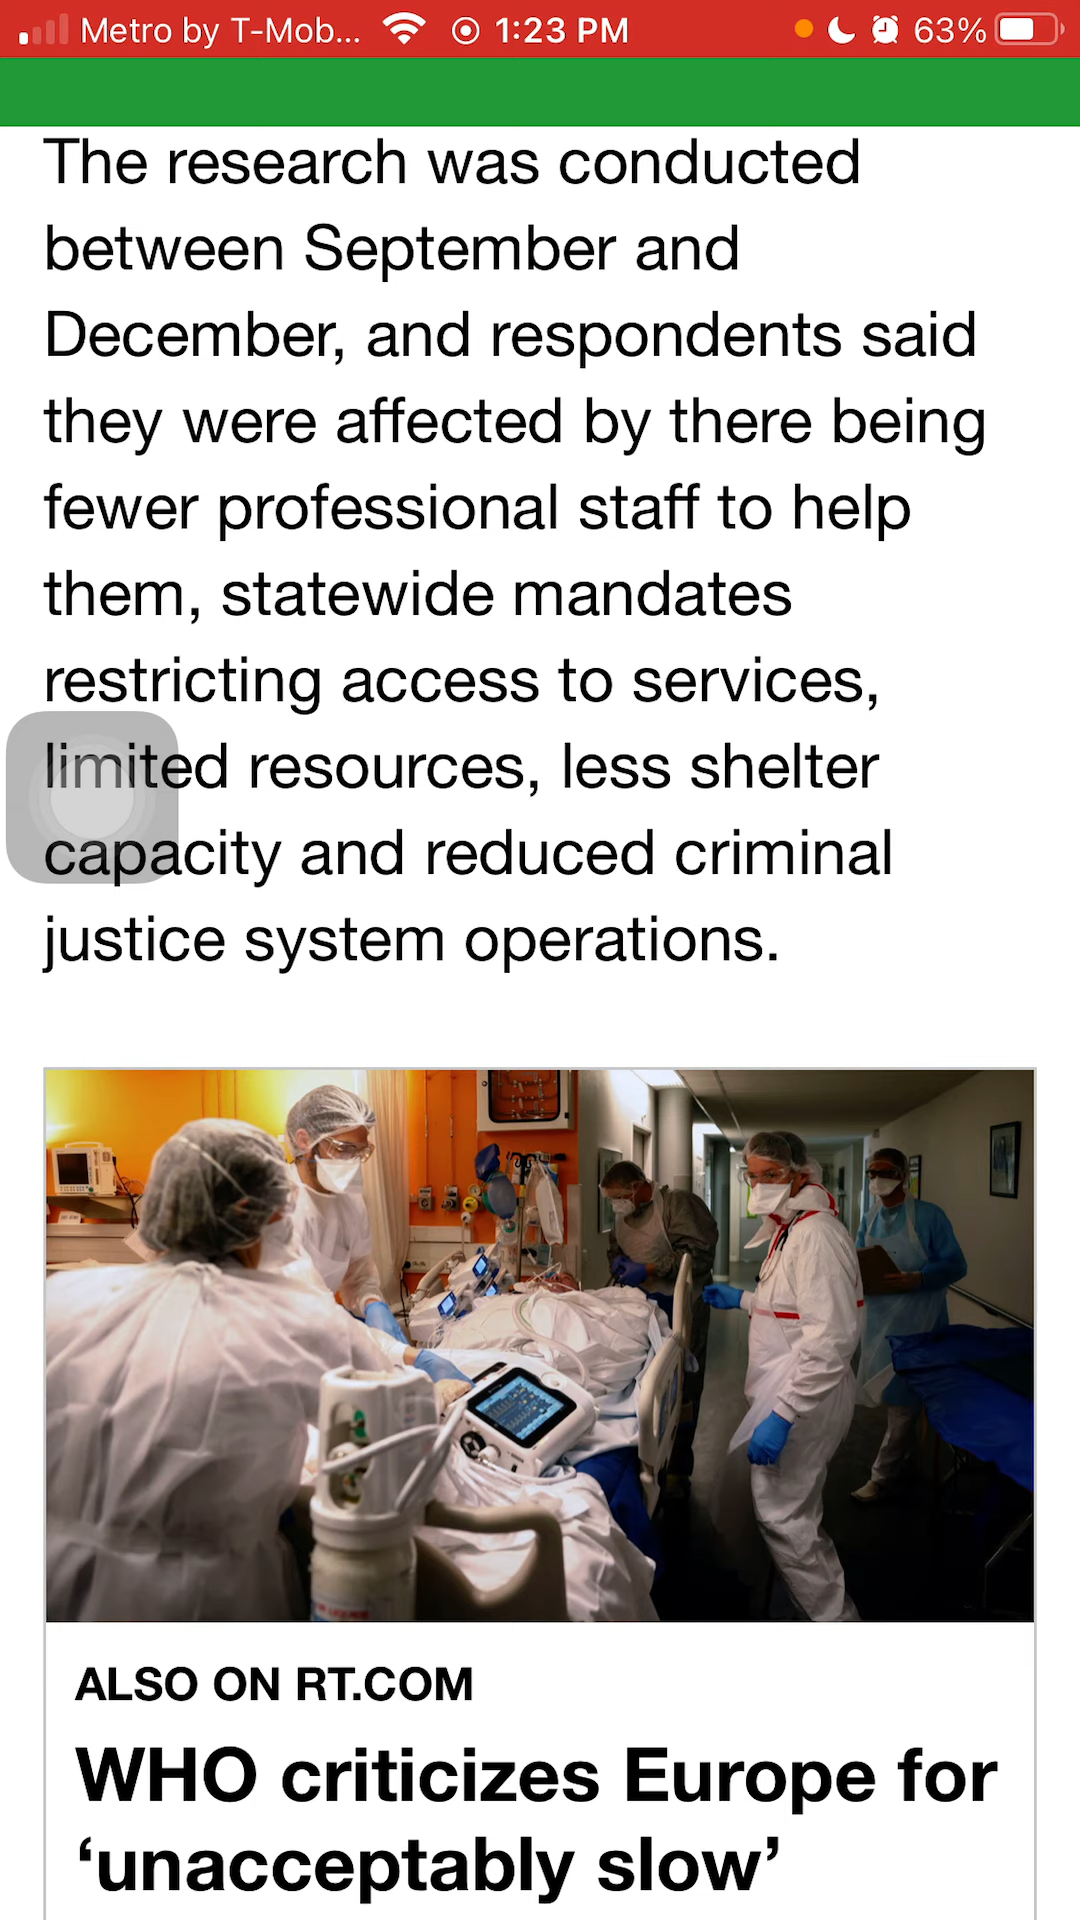 Metro by T-Mob... 1:23 PM 63%
The research was conducted
between September and
December, and respondents said
they were affected by there being
fewer professional staff to help
them, statewide mandates
restricting access to services,
limited resources, less shelter
capacity and reduced criminal
justice system operations.
ALSO ON RT.COM
WHO criticizes Europe for
‘unacceptably slow’